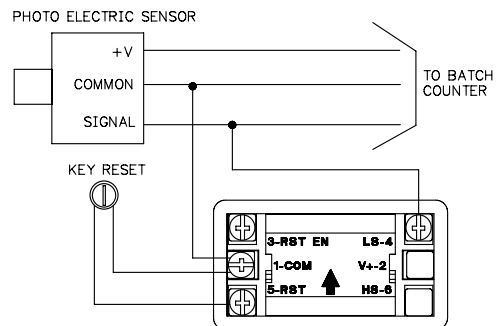 PHOTO ELECTRIC SENSOR
+V
COMMON
TO BATCH
COUNTER
SIGNAL
KEY RESET
3-RST EN LS-4
1-COM V+-2
5-RST HS-6